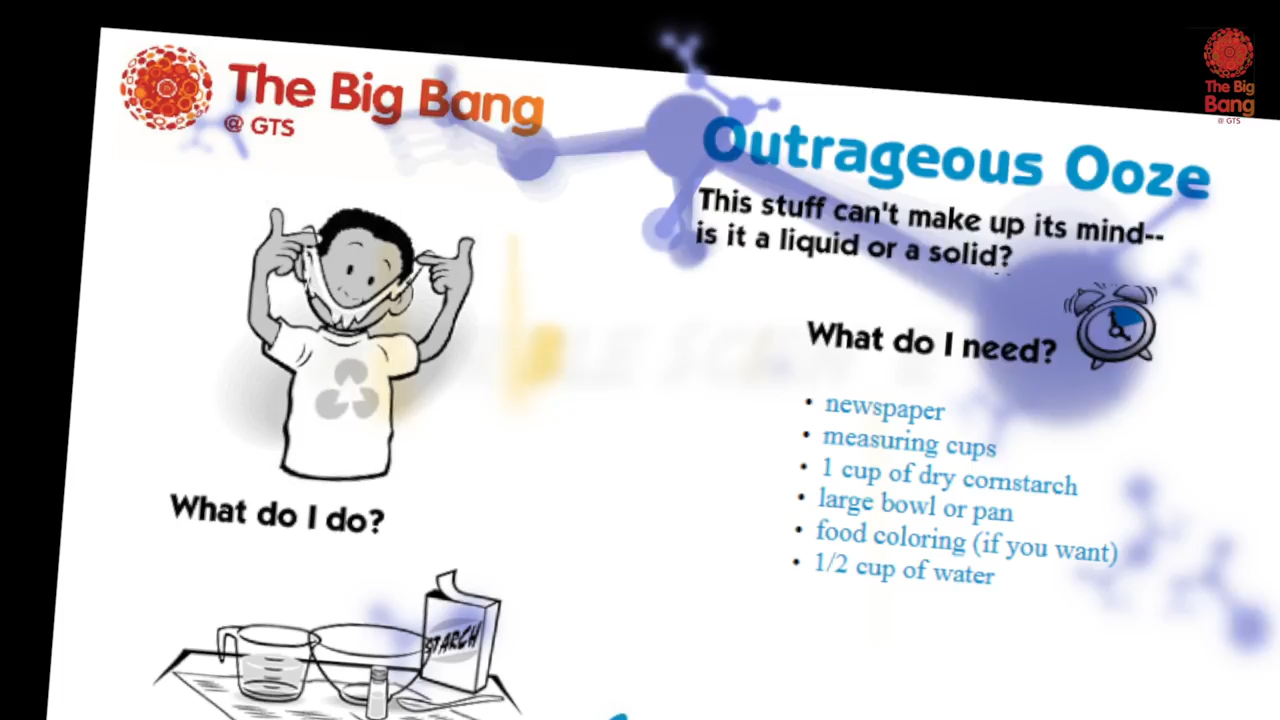 The Big Bang
@ GTS
The Big
Bang
@ GTS
Outrageous Ooze
This stuff can't make up its mind--
is it a liquid or a solid?
What do I need?
• newspaper
• measuring cups
• 1 cup of dry cornstarch
• large bowl or pan
• food coloring (if you want)
• 1/2 cup of water
What do I do?
STARCH